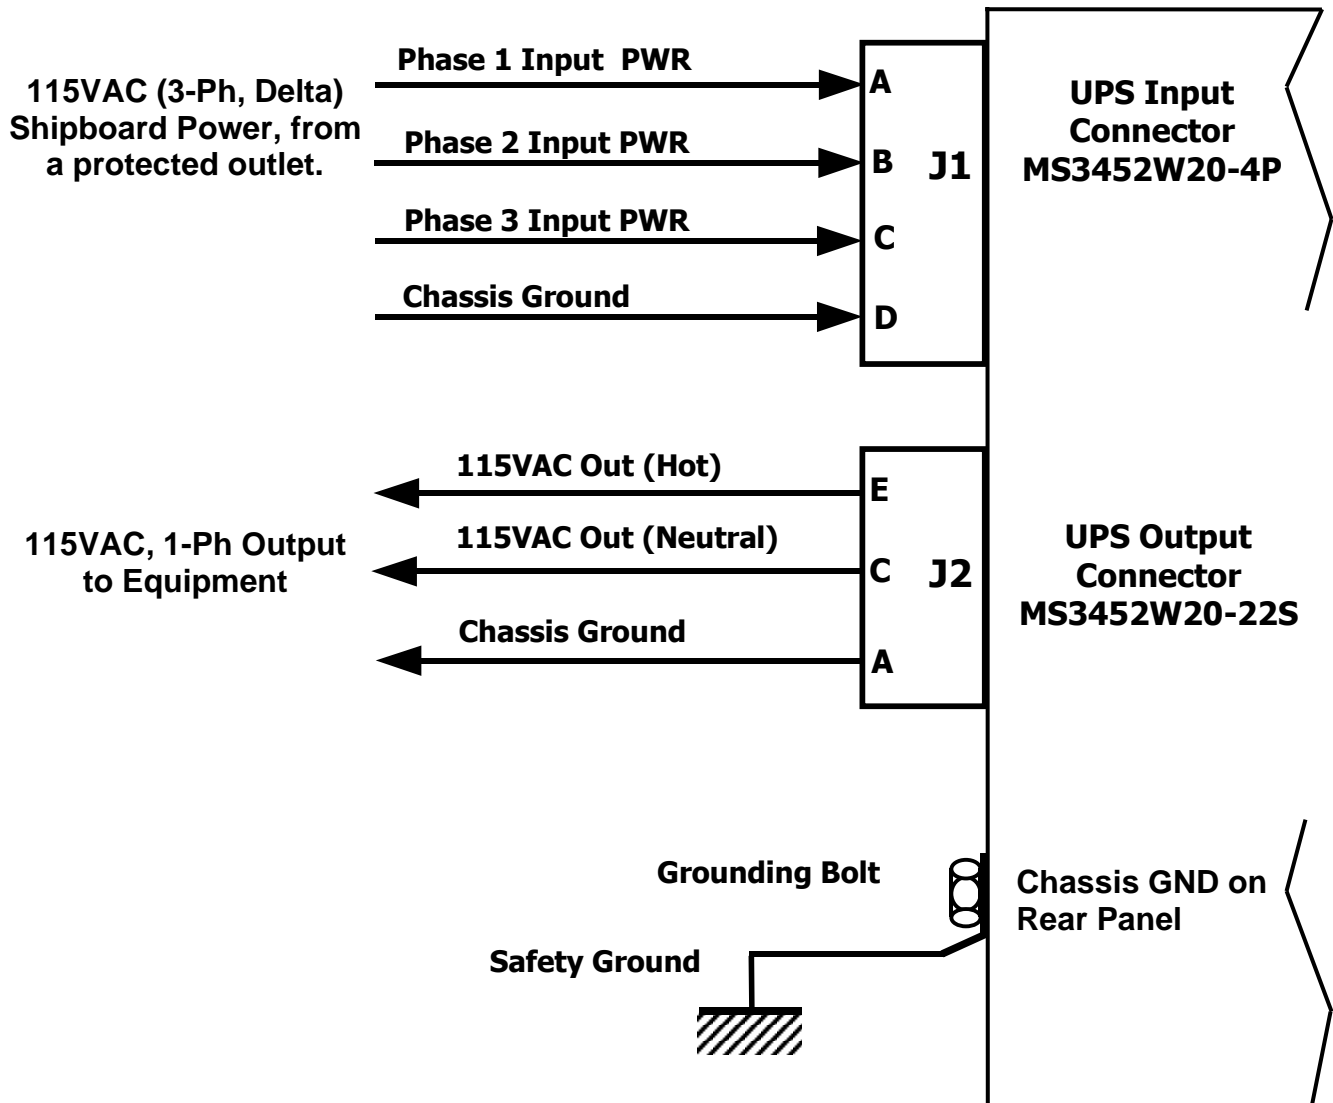 115VAC (3-Ph, Delta)
Shipboard Power, from
a protected outlet.
Phase 1 Input PWR
Phase 2 Input PWR
Phase 3 Input PWR
Chassis Ground
A
B
C
D
J1
UPS Input
Connector
MS3452W20-4P
115VAC, 1-Ph Output
to Equipment
115VAC Out (Hot)
115VAC Out (Neutral)
Chassis Ground
E
C
A
J2
UPS Output
Connector
MS3452W20-22S
Grounding Bolt
Safety Ground
Chassis GND on
Rear Panel